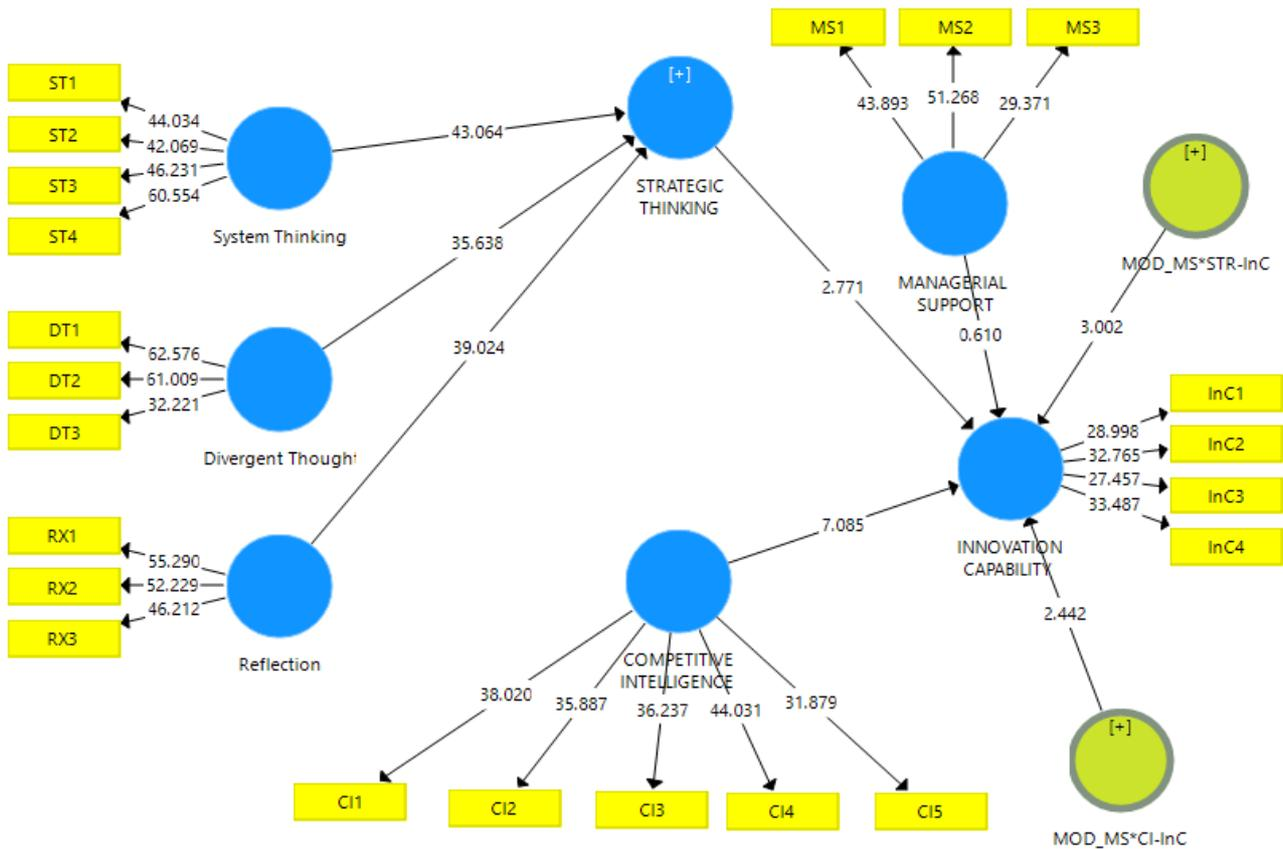 MS1
MS2
MS3
ST1
ST2
ST3
ST4
44.034
42.069
46.231
60.554
System Thinking
43.064
[+]
STRATEGIC
THINKING
43.893
51.268
29.371
MANAGERIAL
SUPPORT
[+]
MOD_MS*STR-InC
DT1
DT2
DT3
62.576
61.009
32.221
Divergent Thought
35.638
39.024
2.771
0.610
3.002
RX1
RX2
RX3
55.290
52.229
46.212
Reflection
InC1
InC2
InC3
InC4
28.998
32.765
27.457
33.487
INNOVATION
CAPABILITY
7.085
COMPETITIVE
INTELLIGENCE
38.020
35.887
36.237
44.031
31.879
CI1
CI2
CI3
CI4
CI5
2.442
[+]
MOD_MS*CI-InC